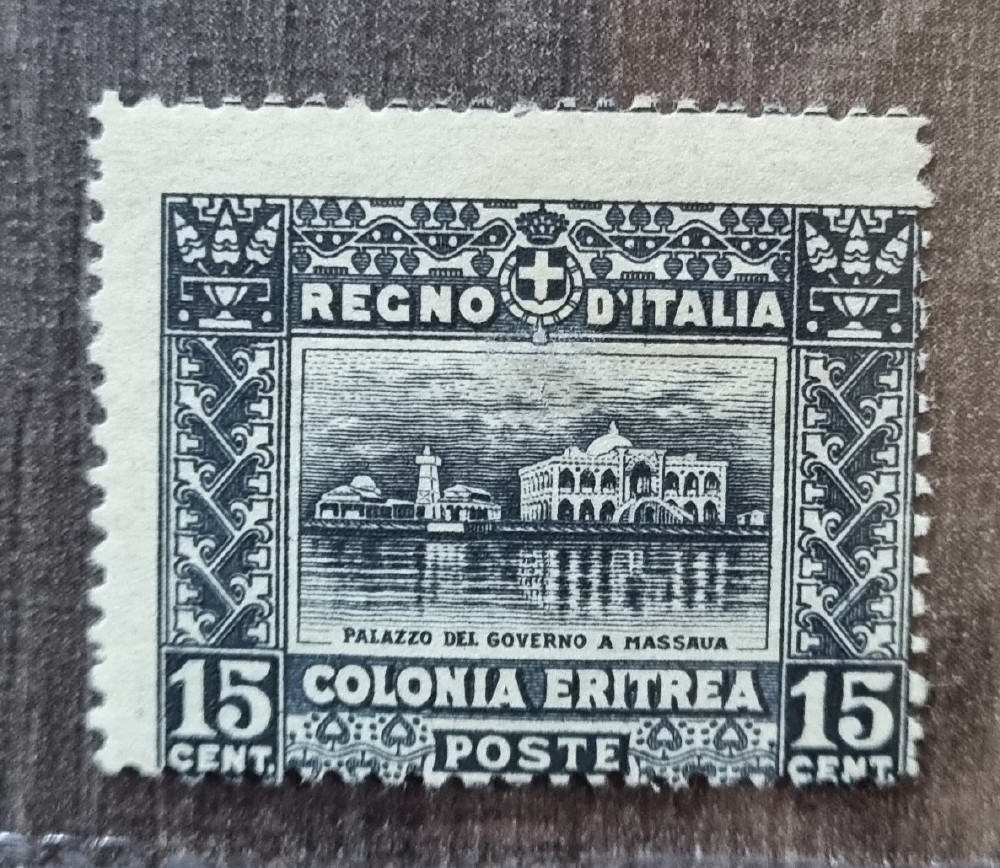 REGNO D'ITALIA
PALAZZO DEL GOVERNO A MASSAUA
COLONIA ERITREA
15 POSTE 15
CENT. CENT.